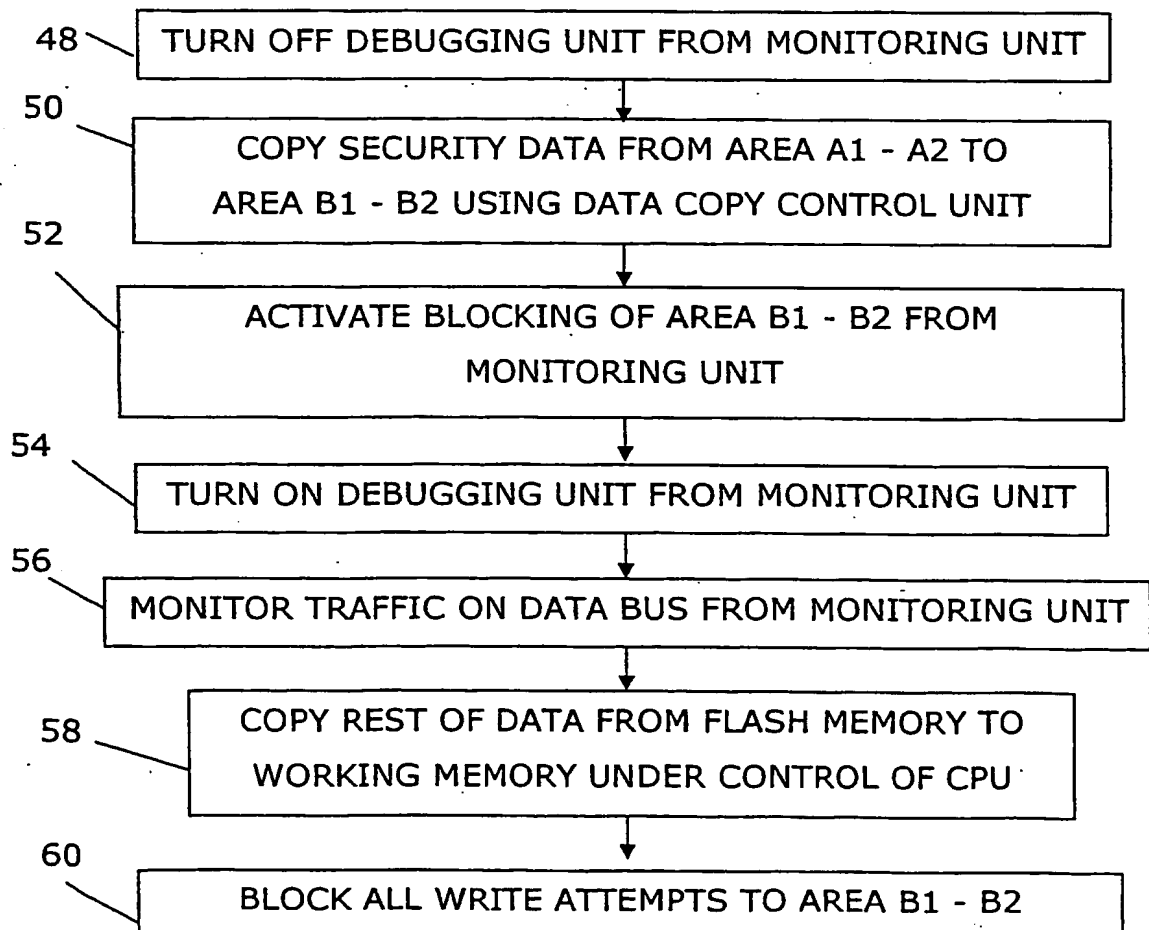 48
TURN OFF DEBUGGING UNIT FROM MONITORING UNIT
50
COPY SECURITY DATA FROM AREA A1 - A2 TO
AREA B1 - B2 USING DATA COPY CONTROL UNIT
52
ACTIVATE BLOCKING OF AREA B1 - B2 FROM
MONITORING UNIT
54
TURN ON DEBUGGING UNIT FROM MONITORING UNIT
56
MONITOR TRAFFIC ON DATA BUS FROM MONITORING UNIT
58
COPY REST OF DATA FROM FLASH MEMORY TO
WORKING MEMORY UNDER CONTROL OF CPU
60
BLOCK ALL WRITE ATTEMPTS TO AREA B1 - B2